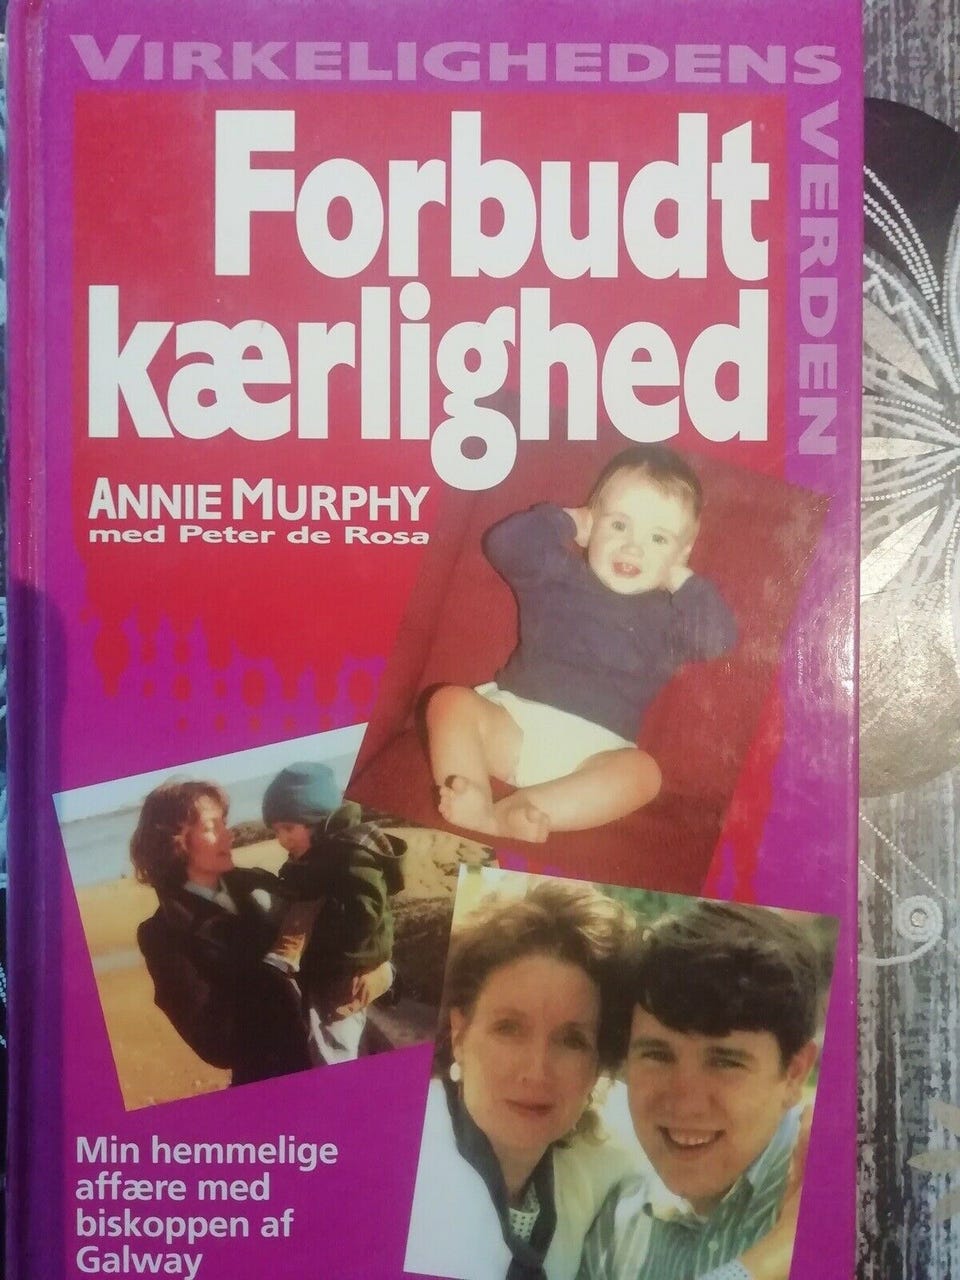 VIRKELIGHEDENS
VERDEN
Forbudt
kærlighed
ANNIE MURPHY
med Peter de Rosa
Min hemmelige
affære med
biskoppen af
Galway